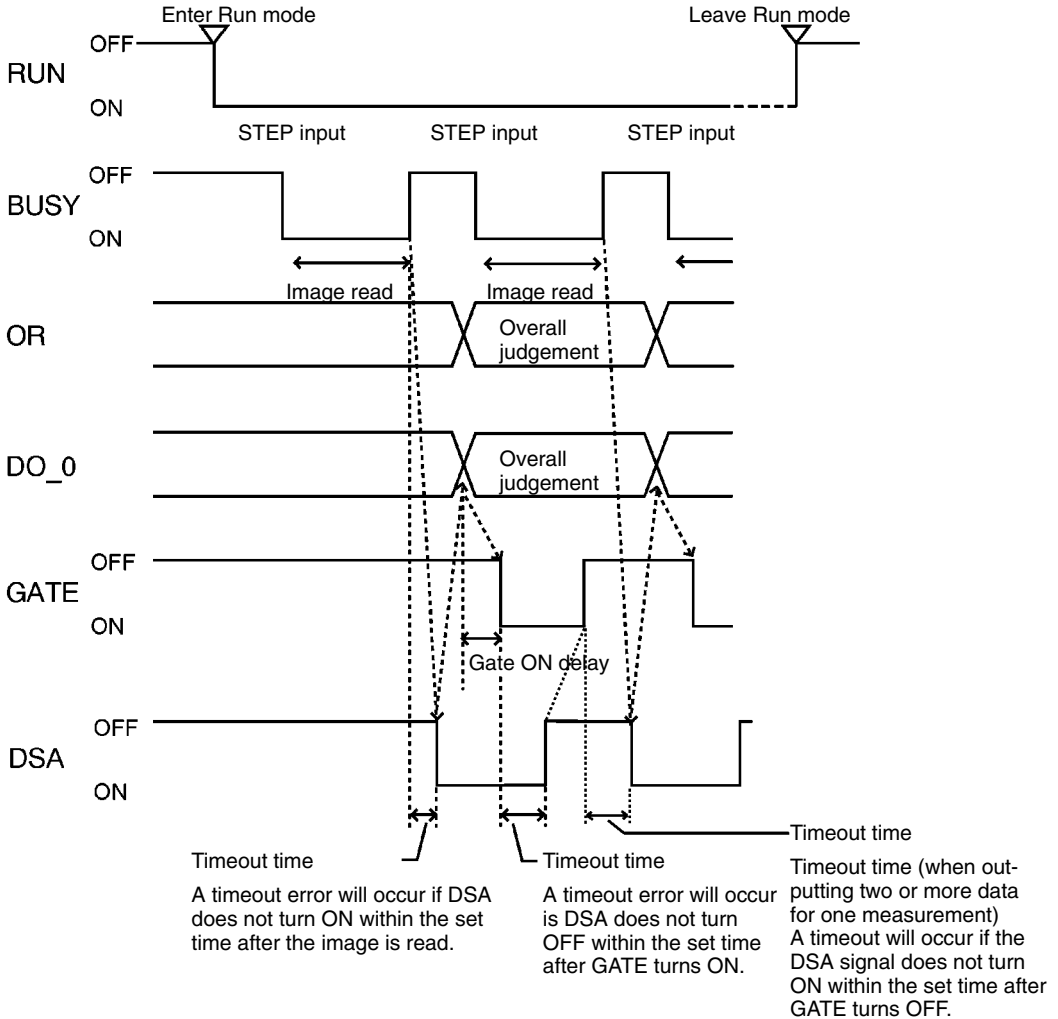 Enter Run mode
Leave Run mode
OFF
RUN
ON
STEP input
STEP input
STEP input
OFF
BUSY
ON
Image read
Image read
OR
Overall
judgement
DO_0
Overall
judgement
OFF
GATE
ON
Gate ON delay
OFF
DSA
ON
Timeout time
A timeout error will occur if DSA
does not turn ON within the set
time after the image is read.
Timeout time
A timeout error will occur
is DSA does not turn
OFF within the set time
after GATE turns ON.
Timeout time
Timeout time (when out-
putting two or more data
for one measurement)
A timeout will occur if the
DSA signal does not turn
ON within the set time after
GATE turns OFF.